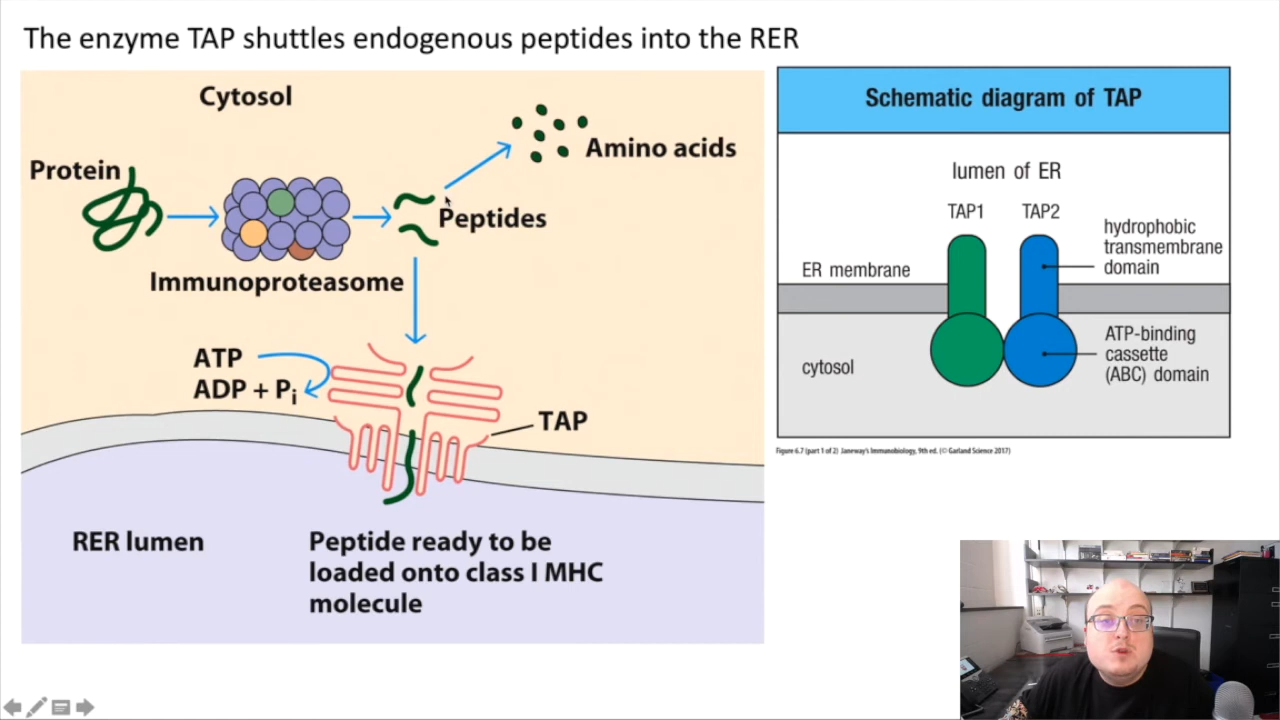 The enzyme TAP shuttles endogenous peptides into the RER
Cytosol
Protein
Amino acids
Peptides
Immunoproteasome
ATP
ADP + Pi
TAP
RER lumen
Peptide ready to be
loaded onto class I MHC
molecule
Schematic diagram of TAP
lumen of ER
TAP1
TAP2
hydrophobic
transmembrane
domain
ER membrane
ATP-binding
cassette
(ABC) domain
cytosol
Figure 6.7 (part 1 of 2) Janeway's Immunobiology, 9th ed. (© Garland Science 2017)